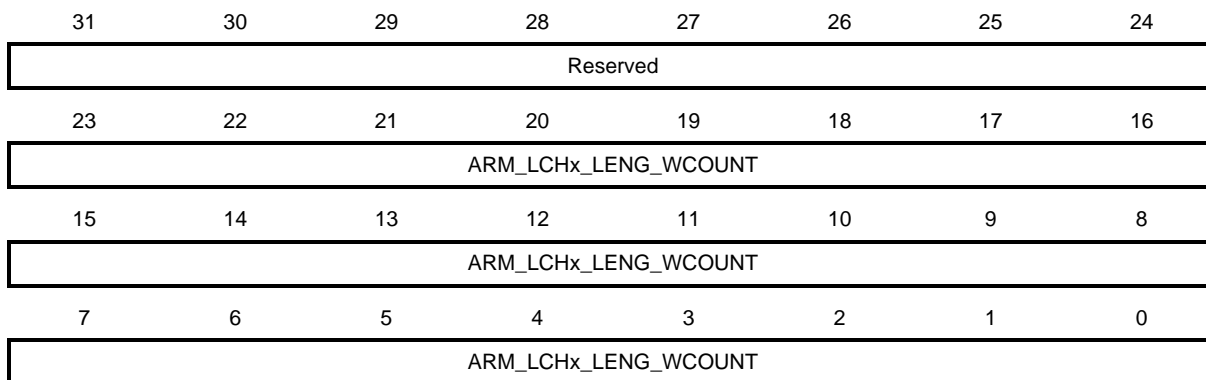 31 30 29 28 27 26 25 24
Reserved
23 22 21 20 19 18 17 16
ARM_LCHx_LENG_WCOUNT
15 14 13 12 11 10 9 8
ARM_LCHx_LENG_WCOUNT
7 6 5 4 3 2 1 0
ARM_LCHx_LENG_WCOUNT